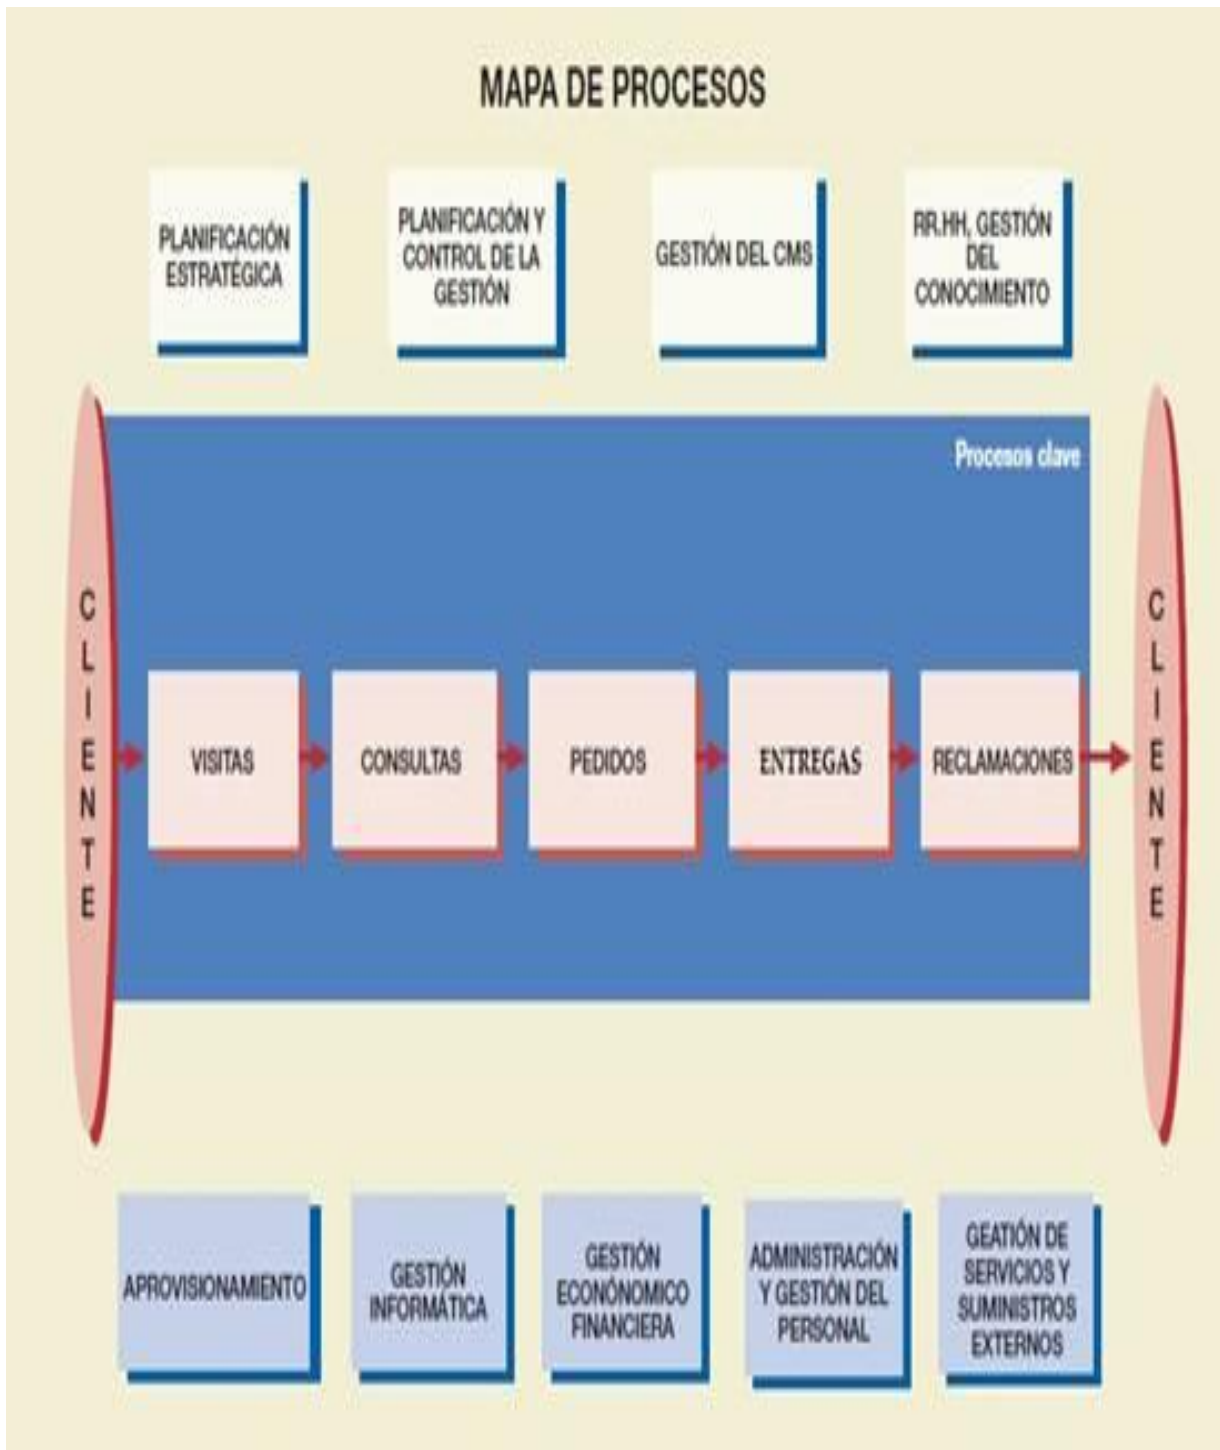 MAPA DE PROCESOS
PLANIFICACIÓN
ESTRATÉGICA
PLANIFICACIÓN Y
CONTROL DE LA
GESTIÓN
GESTIÓN DEL CMS
RR.HH, GESTIÓN
DEL
CONOCIMIENTO
Procesos clave
CLIENTE
VISITAS
CONSULTAS
PEDIDOS
ENTREGAS
RECLAMACIONES
CLIENTE
APROVISIONAMIENTO
GESTIÓN
INFORMÁTICA
GESTIÓN
ECONÓNOMICO
FINANCIERA
ADMINISTRACIÓN
Y GESTIÓN DEL
PERSONAL
GEATIÓN DE
SERVICIOS Y
SUMINISTROS
EXTERNOS